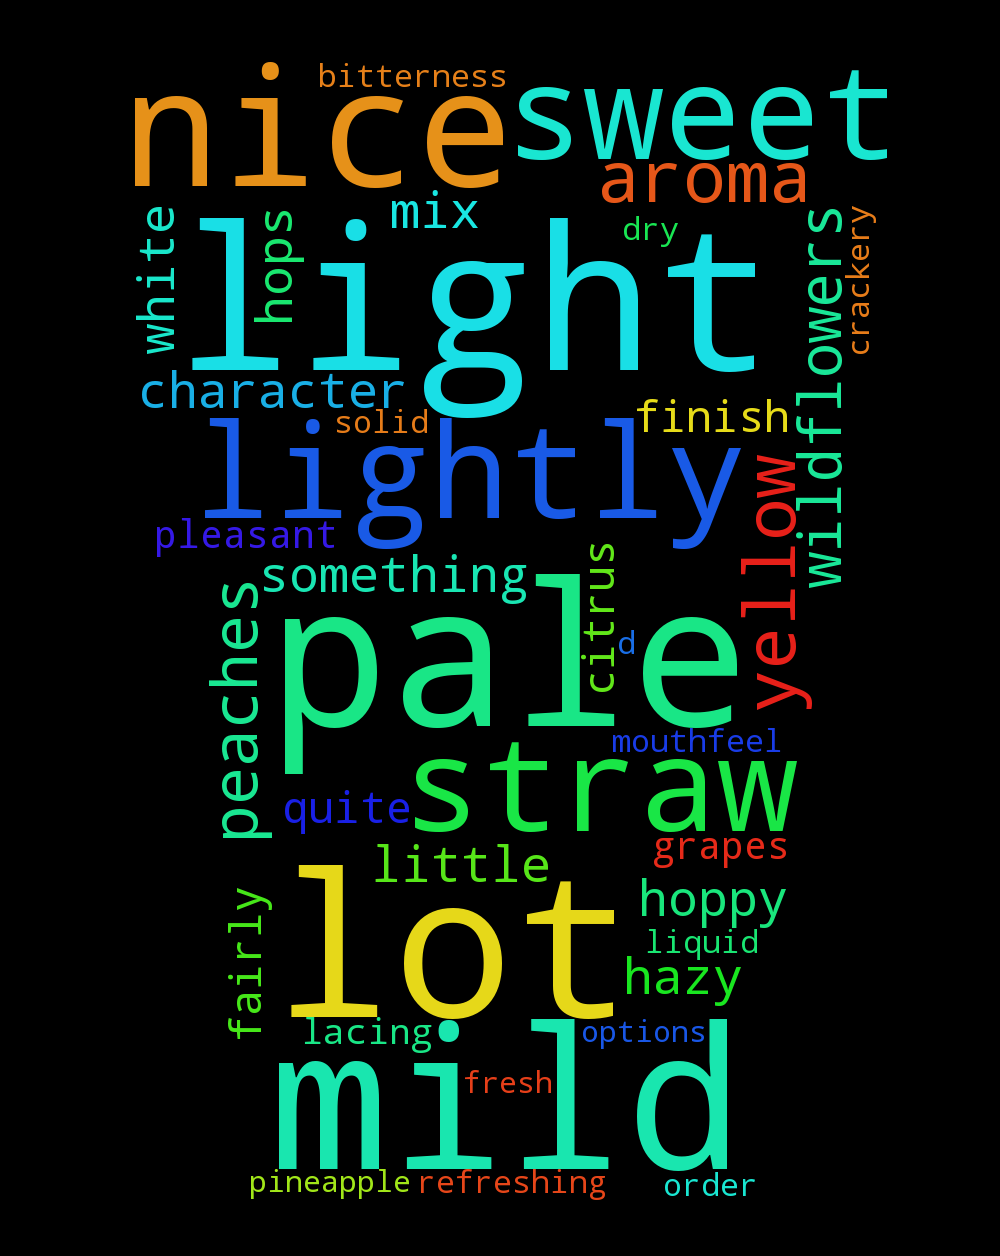 bitterness
nice
sweet
aroma
mix
white
hops
dry
wildflowers
crackery
light
character
solid
finish
lightly
yellow
pleasant
something
citrus
peaches
pale
d
mouthfeel
straw
quite
grapes
little
lot
hoppy
fairly
liquid
hazy
lacing
options
mild
fresh
pineapple
refreshing
order